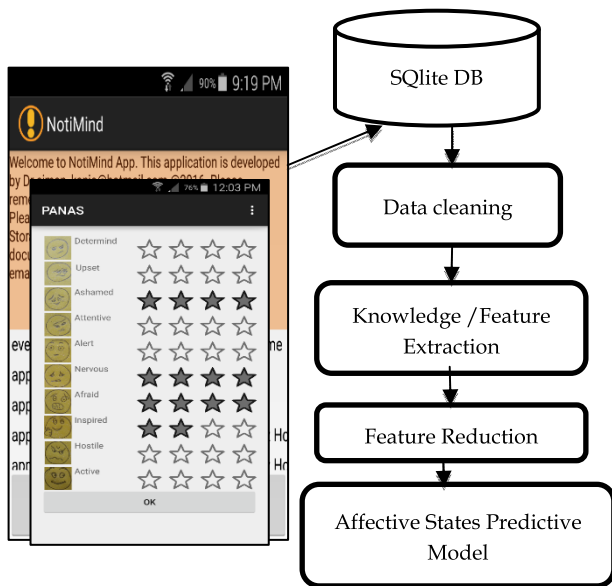 90% 9:19 PM
NotiMind
Welcome to NotiMind App. This application is developed
by
76% 12:03 PM
PANAS
Determind
Upset
Ashamed
Attentive
Alert
Nervous
Afraid
Inspired
Hostile
Active
OK
SQlite DB
Data cleaning
Knowledge /Feature
Extraction
Feature Reduction
Affective States Predictive
Model